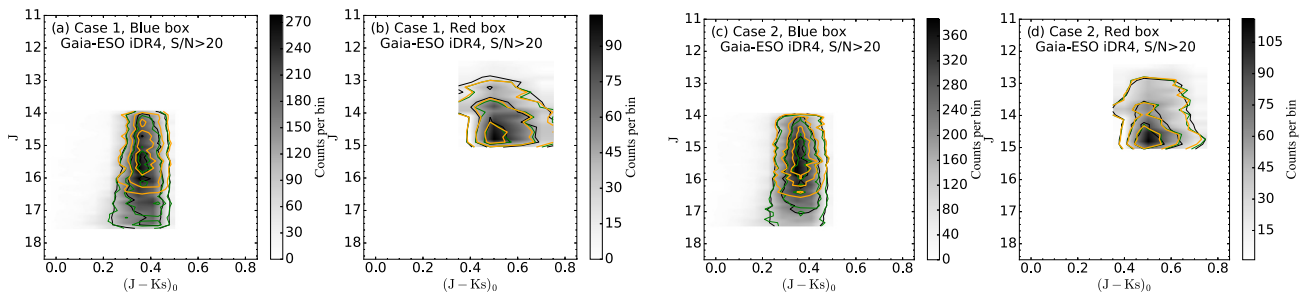 (a) Case 1, Blue box
Gaia-ESO iDR4, S/N>20
11
12
13
14
15
16
17
18
J
0.0 0.2 0.4 0.6 0.8
(J − Ks)₀
270
240
210
180
150
120
90
60
30
0
Counts per bin
(b) Case 1, Red box
Gaia-ESO iDR4, S/N>20
11
12
13
14
15
16
17
18
J
0.0 0.2 0.4 0.6 0.8
(J − Ks)₀
90
75
60
45
30
15
0
Counts per bin
(c) Case 2, Blue box
Gaia-ESO iDR4, S/N>20
11
12
13
14
15
16
17
18
J
0.0 0.2 0.4 0.6 0.8
(J − Ks)₀
360
320
280
240
200
160
120
80
40
0
Counts per bin
(d) Case 2, Red box
Gaia-ESO iDR4, S/N>20
11
12
13
14
15
16
17
18
J
0.0 0.2 0.4 0.6 0.8
(J − Ks)₀
105
90
75
60
45
30
15
Counts per bin